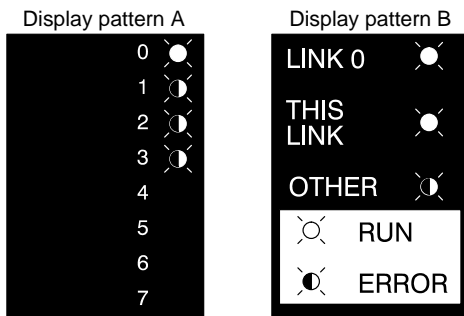 Display pattern A
0
1
2
3
4
5
6
7
Display pattern B
LINK 0
THIS
LINK
OTHER
RUN
ERROR